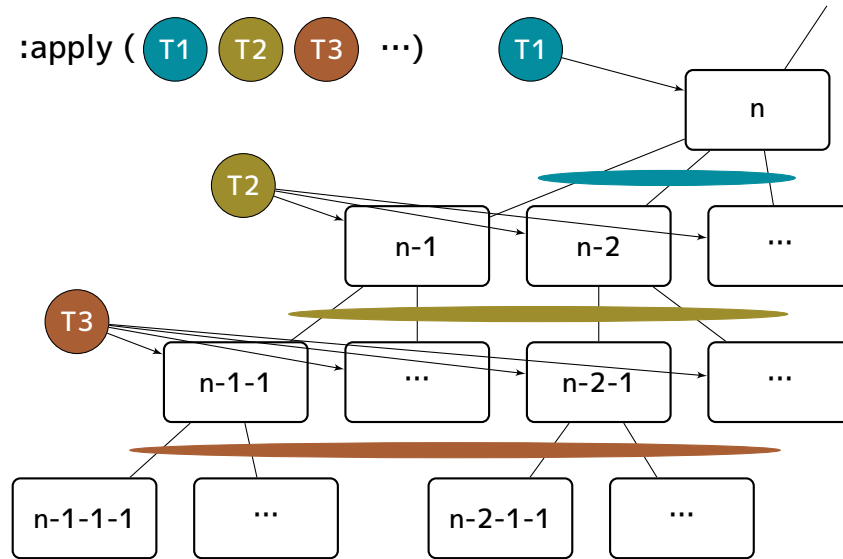 :apply ( T1 T2 T3 ⋯)
T1
n
T2
n-1 n-2 ⋯
T3
n-1-1 ⋯ n-2-1 ⋯
n-1-1-1 ⋯ n-2-1-1 ⋯